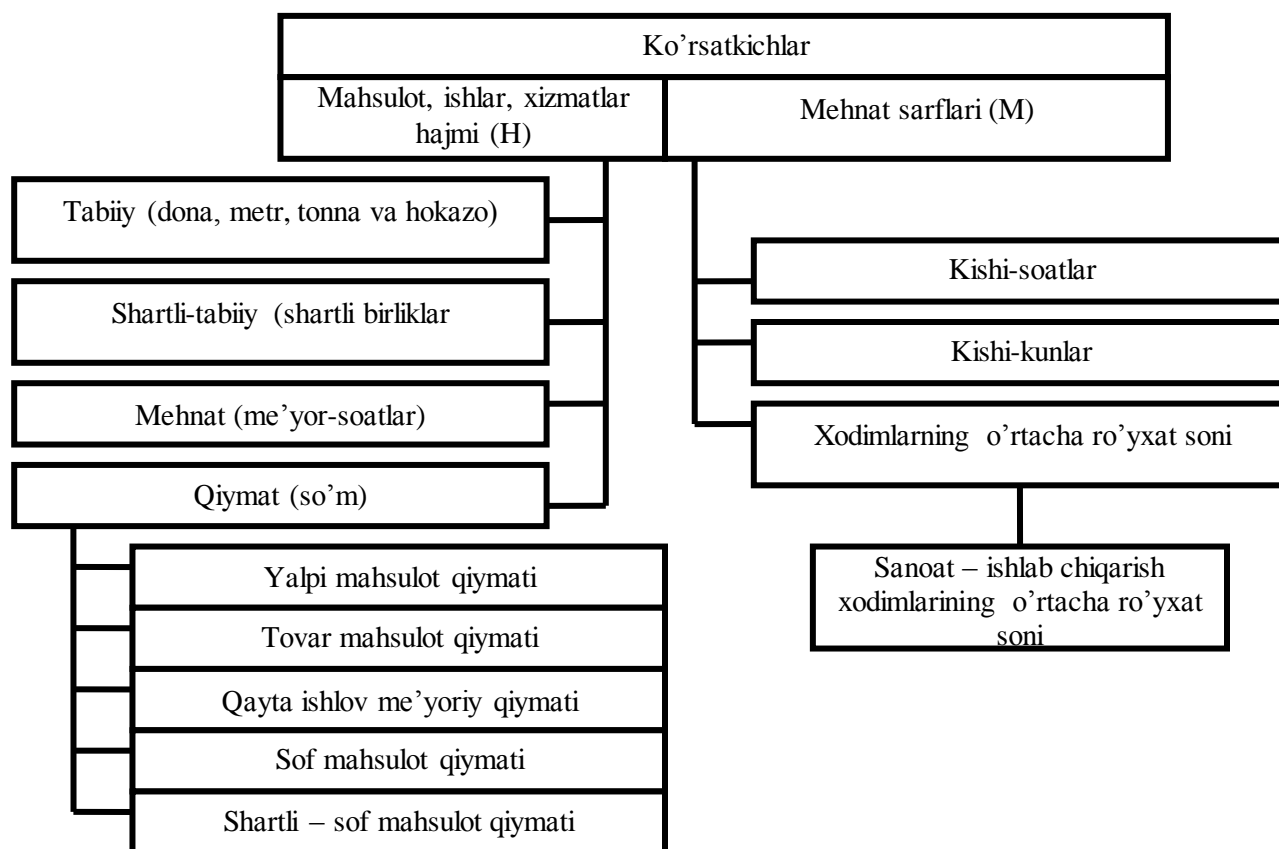 Ko’rsatkichlar
Mahsulot, ishlar, xizmatlar
hajmi (H)
Mehnat sarflari (M)
Tabiiy (dona, metr, tonna va hokazo)
Shartli-tabiiy (shartli birliklar
Mehnat (me’yor-soatlar)
Qiymat (so’m)
Yalpi mahsulot qiymati
Tovar mahsulot qiymati
Qayta ishlov me’yoriy qiymati
Sof mahsulot qiymati
Shartli – sof mahsulot qiymati
Kishi-soatlar
Kishi-kunlar
Xodimlarning o’rtacha ro’yxat soni
Sanoat – ishlab chiqarish
xodimlarining o’rtacha ro’yxat
soni